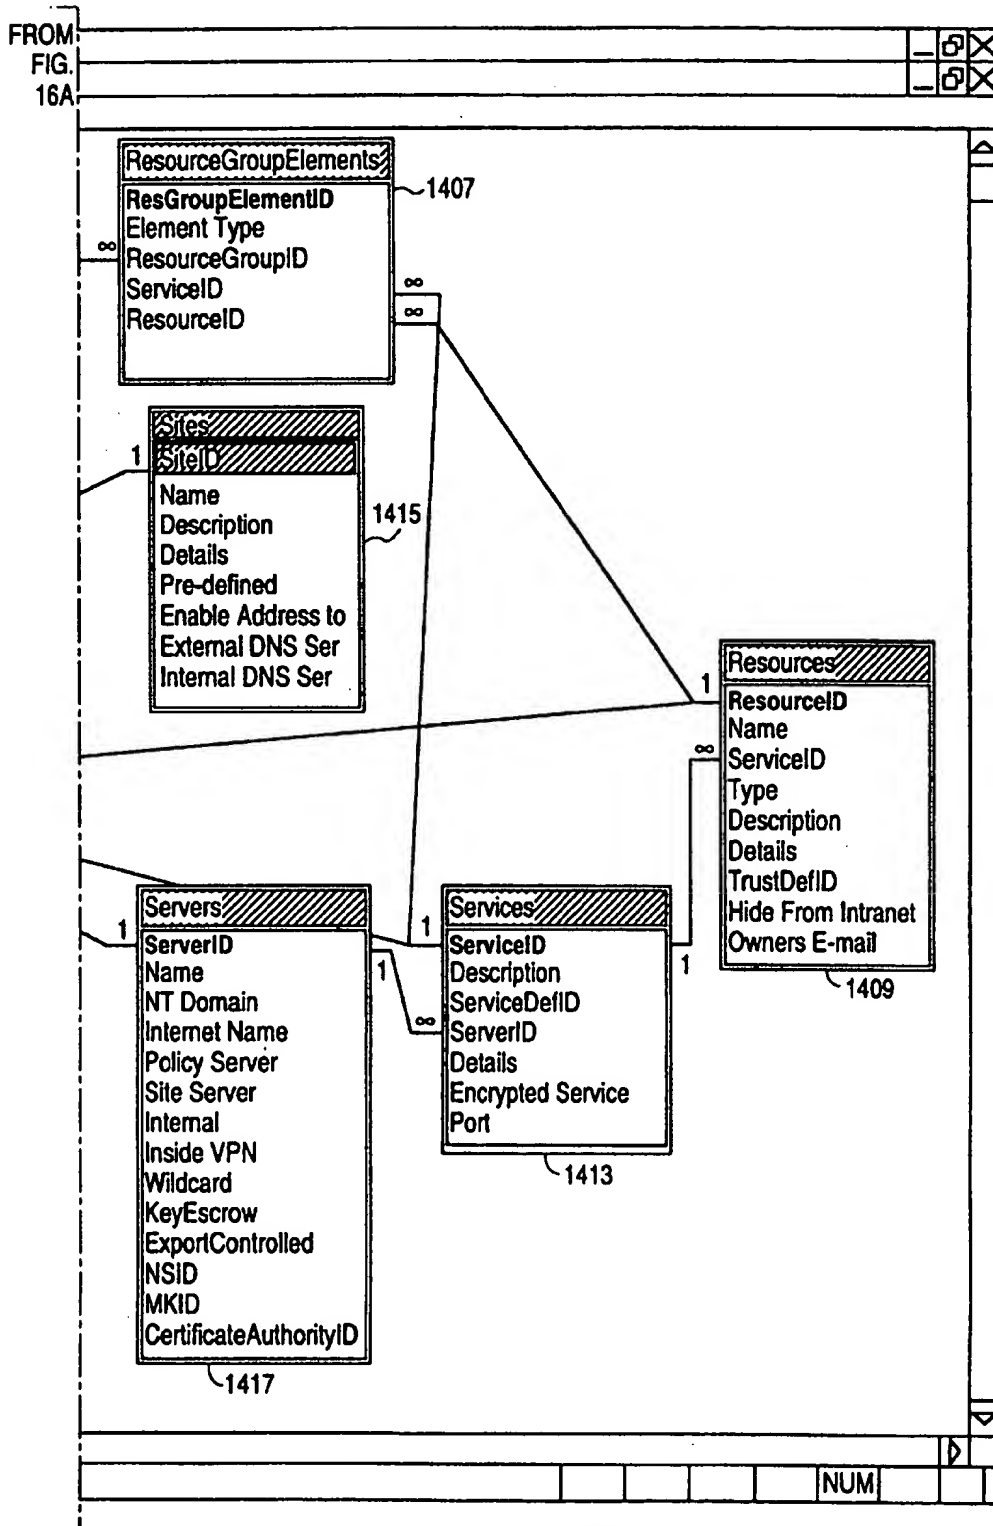 FROM
FIG.
16A
ResourceGroupElements
ResGroupElementID
Element Type
ResourceGroupID
ServiceID
ResourceID
1407
∞
∞
∞
Sites
SiteID
Name
Description
Details
Pre-defined
Enable Address to
External DNS Ser
Internal DNS Ser
1
1415
Resources
ResourceID
Name
ServiceID
Type
Description
Details
TrustDefID
Hide From Intranet
Owners E-mail
1
∞
1409
Servers
ServerID
Name
NT Domain
Internet Name
Policy Server
Site Server
Internal
Inside VPN
Wildcard
KeyEscrow
ExportControlled
NSID
MKID
CertificateAuthorityID
1
1
1417
Services
ServiceID
Description
ServiceDefID
ServerID
Details
Encrypted Service
Port
1
∞
1
1413
NUM